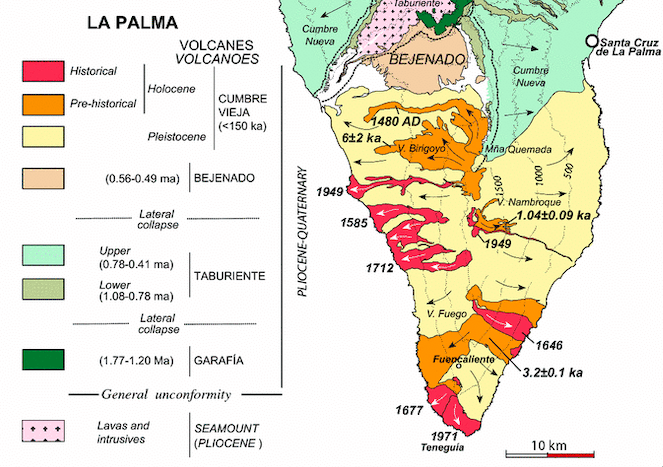 LA PALMA
VOLCANES
VOLCANOES
Historical
Holocene
Pre-historical
CUMBRE
VIEJA
(<150 ka)
Pleistocene
(0.56-0.49 ma)
BEJENADO
Lateral
collapse
Upper
(0.78-0.41 ma)
TABURIENTE
Lower
(1.08-0.78 ma)
Lateral
collapse
(1.77-1.20 Ma)
GARAFÍA
General unconformity
Lavas and
intrusives
SEAMOUNT
(PLIOCENE)
PLIOCENE-QUATERNARY
Taburiente
Cumbre
Nueva
BEJENADO
Santa Cruz
de La Palma
Cumbre
Nueva
1480 AD
6±2 ka
V. Birigoyo
Mña Quemada
1500
1000
500
1949
V. Nambroque
1.04±0.09 ka
1585
1949
1712
V. Fuego
1646
Fuencaliente
3.2±0.1 ka
1677
1971
Teneguía
10 km